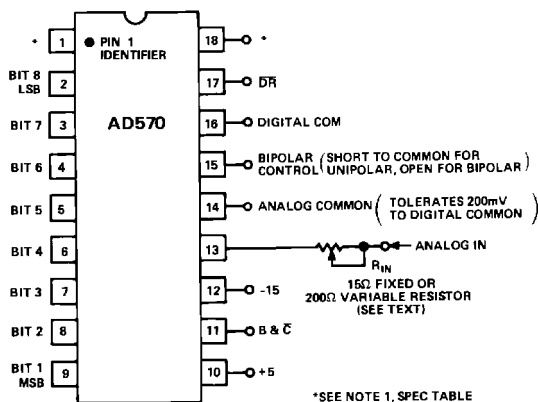 * 1 ● PIN 1 IDENTIFIER 18 *
BIT 8 LSB 2 17 D̅R̅
AD570
BIT 7 3 16 DIGITAL COM
BIT 6 4 15 BIPOLAR CONTROL (SHORT TO COMMON FOR UNIPOLAR, OPEN FOR BIPOLAR)
BIT 5 5 14 ANALOG COMMON (TOLERATES 200mV TO DIGITAL COMMON)
BIT 4 6 13 ANALOG IN
R_IN
15Ω FIXED OR
200Ω VARIABLE RESISTOR
(SEE TEXT)
BIT 3 7 12 -15
BIT 2 8 11 B & C̅
BIT 1 MSB 9 10 +5
*SEE NOTE 1, SPEC TABLE